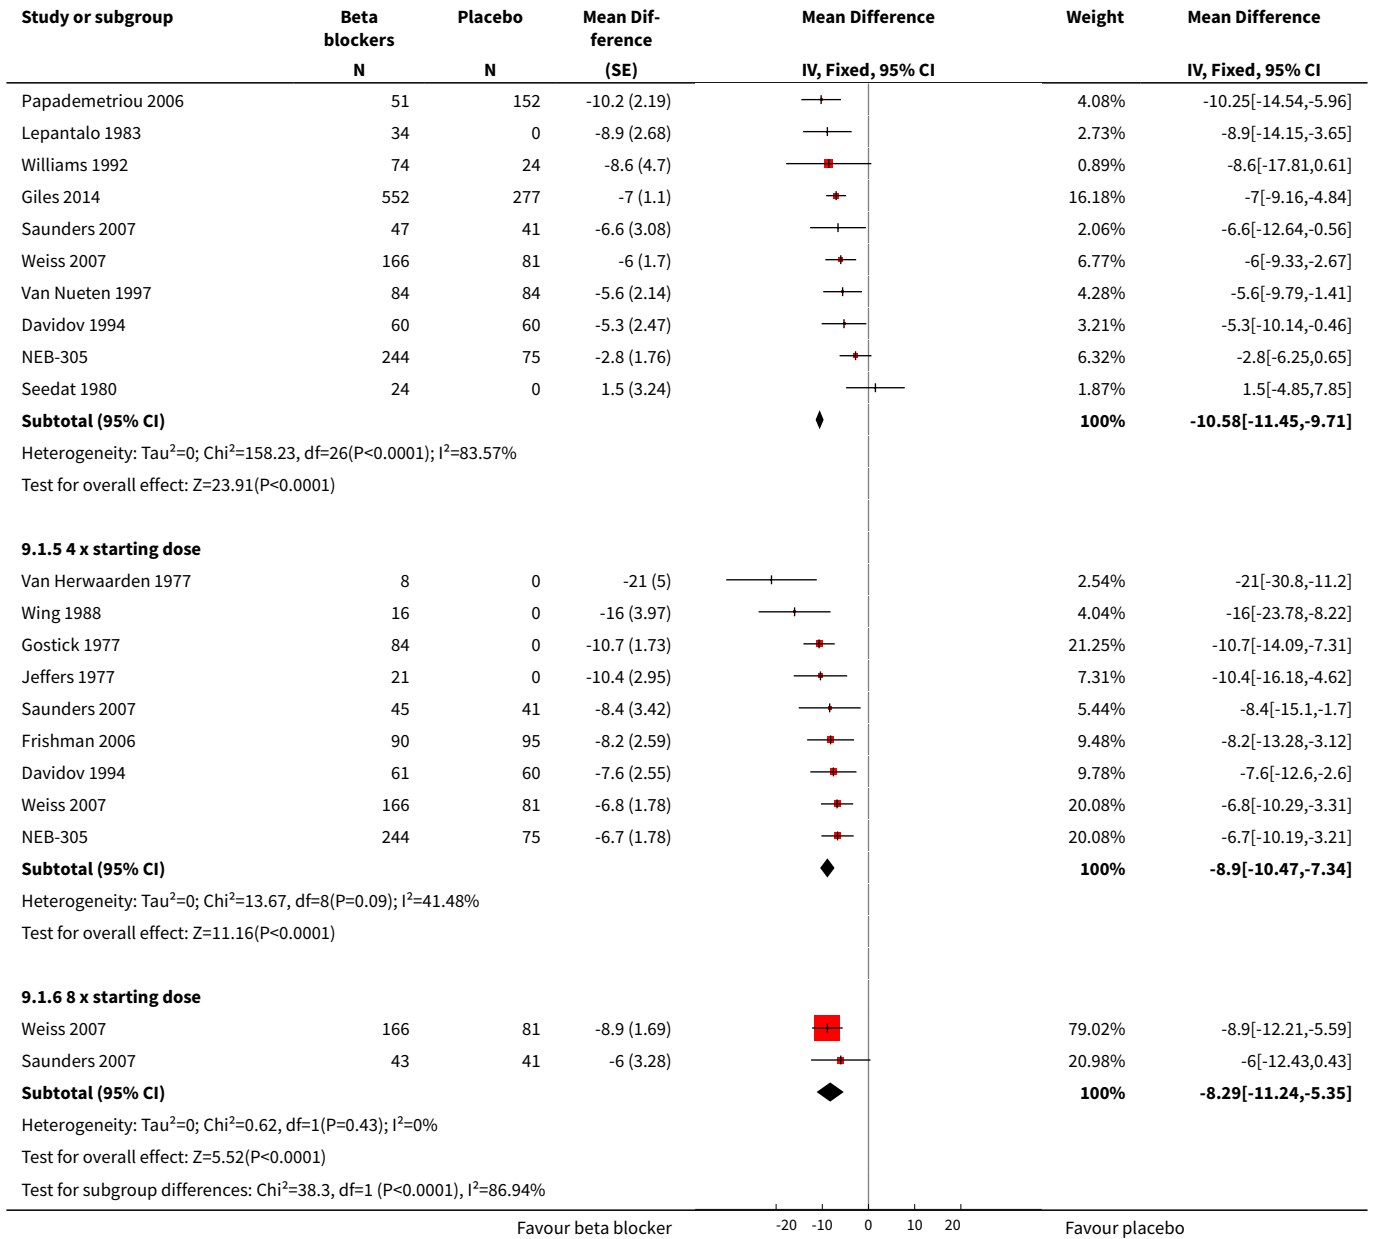 Study or subgroup Beta blockers Placebo Mean Dif-ference Mean Difference Weight Mean Difference
N N (SE) IV, Fixed, 95% CI IV, Fixed, 95% CI
Papademetriou 2006 51 152 -10.2 (2.19) 4.08% -10.25[-14.54,-5.96]
Lepantalo 1983 34 0 -8.9 (2.68) 2.73% -8.9[-14.15,-3.65]
Williams 1992 74 24 -8.6 (4.7) 0.89% -8.6[-17.81,0.61]
Giles 2014 552 277 -7 (1.1) 16.18% -7[-9.16,-4.84]
Saunders 2007 47 41 -6.6 (3.08) 2.06% -6.6[-12.64,-0.56]
Weiss 2007 166 81 -6 (1.7) 6.77% -6[-9.33,-2.67]
Van Nueten 1997 84 84 -5.6 (2.14) 4.28% -5.6[-9.79,-1.41]
Davidov 1994 60 60 -5.3 (2.47) 3.21% -5.3[-10.14,-0.46]
NEB-305 244 75 -2.8 (1.76) 6.32% -2.8[-6.25,0.65]
Seedat 1980 24 0 1.5 (3.24) 1.87% 1.5[-4.85,7.85]
Subtotal (95% CI) 100% -10.58[-11.45,-9.71]
Heterogeneity: Tau²=0; Chi²=158.23, df=26(P<0.0001); I²=83.57%
Test for overall effect: Z=23.91(P<0.0001)
9.1.5 4 x starting dose
Van Herwaarden 1977 8 0 -21 (5) 2.54% -21[-30.8,-11.2]
Wing 1988 16 0 -16 (3.97) 4.04% -16[-23.78,-8.22]
Gostick 1977 84 0 -10.7 (1.73) 21.25% -10.7[-14.09,-7.31]
Jeffers 1977 21 0 -10.4 (2.95) 7.31% -10.4[-16.18,-4.62]
Saunders 2007 45 41 -8.4 (3.42) 5.44% -8.4[-15.1,-1.7]
Frishman 2006 90 95 -8.2 (2.59) 9.48% -8.2[-13.28,-3.12]
Davidov 1994 61 60 -7.6 (2.55) 9.78% -7.6[-12.6,-2.6]
Weiss 2007 166 81 -6.8 (1.78) 20.08% -6.8[-10.29,-3.31]
NEB-305 244 75 -6.7 (1.78) 20.08% -6.7[-10.19,-3.21]
Subtotal (95% CI) 100% -8.9[-10.47,-7.34]
Heterogeneity: Tau²=0; Chi²=13.67, df=8(P=0.09); I²=41.48%
Test for overall effect: Z=11.16(P<0.0001)
9.1.6 8 x starting dose
Weiss 2007 166 81 -8.9 (1.69) 79.02% -8.9[-12.21,-5.59]
Saunders 2007 43 41 -6 (3.28) 20.98% -6[-12.43,0.43]
Subtotal (95% CI) 100% -8.29[-11.24,-5.35]
Heterogeneity: Tau²=0; Chi²=0.62, df=1(P=0.43); I²=0%
Test for overall effect: Z=5.52(P<0.0001)
Test for subgroup differences: Chi²=38.3, df=1 (P<0.0001), I²=86.94%
Favour beta blocker -20 -10 0 10 20 Favour placebo